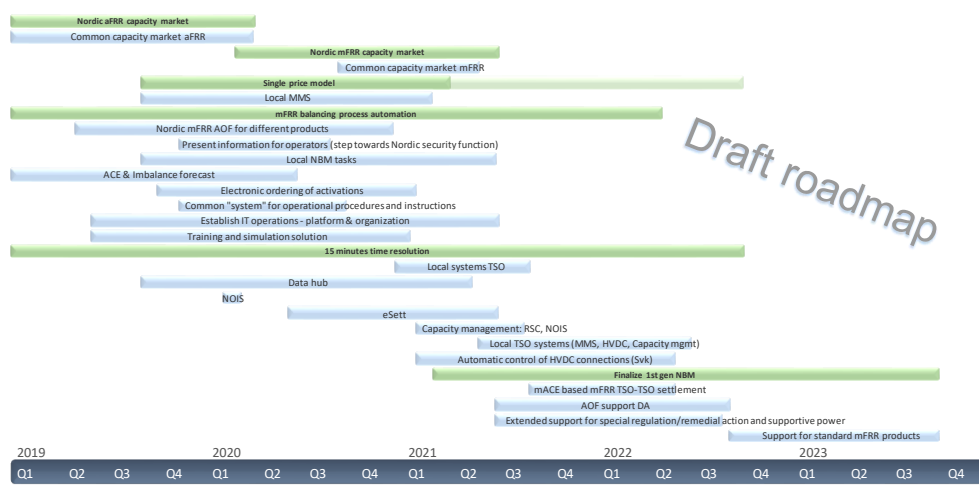 Nordic aFRR capacity market
Common capacity market aFRR
Nordic mFRR capacity market
Common capacity market mFRR
Single price model
Local MMS
mFRR balancing process automation
Nordic mFRR AOF for different products
Present information for operators (step towards Nordic security function)
Local NBM tasks
ACE & Imbalance forecast
Electronic ordering of activations
Common "system" for operational procedures and instructions
Establish IT operations - platform & organization
Training and simulation solution
15 minutes time resolution
Local systems TSO
Data hub
NOIS
eSett
Capacity management: RSC, NOIS
Local TSO systems (MMS, HVDC, Capacity mgmt)
Automatic control of HVDC connections (Svk)
Finalize 1st gen NBM
mACE based mFRR TSO-TSO settlement
AOF support DA
Extended support for special regulation/remedial action and supportive power
Support for standard mFRR products
Draft roadmap
2019 2020 2021 2022 2023
Q1 Q2 Q3 Q4 Q1 Q2 Q3 Q4 Q1 Q2 Q3 Q4 Q1 Q2 Q3 Q4 Q1 Q2 Q3 Q4